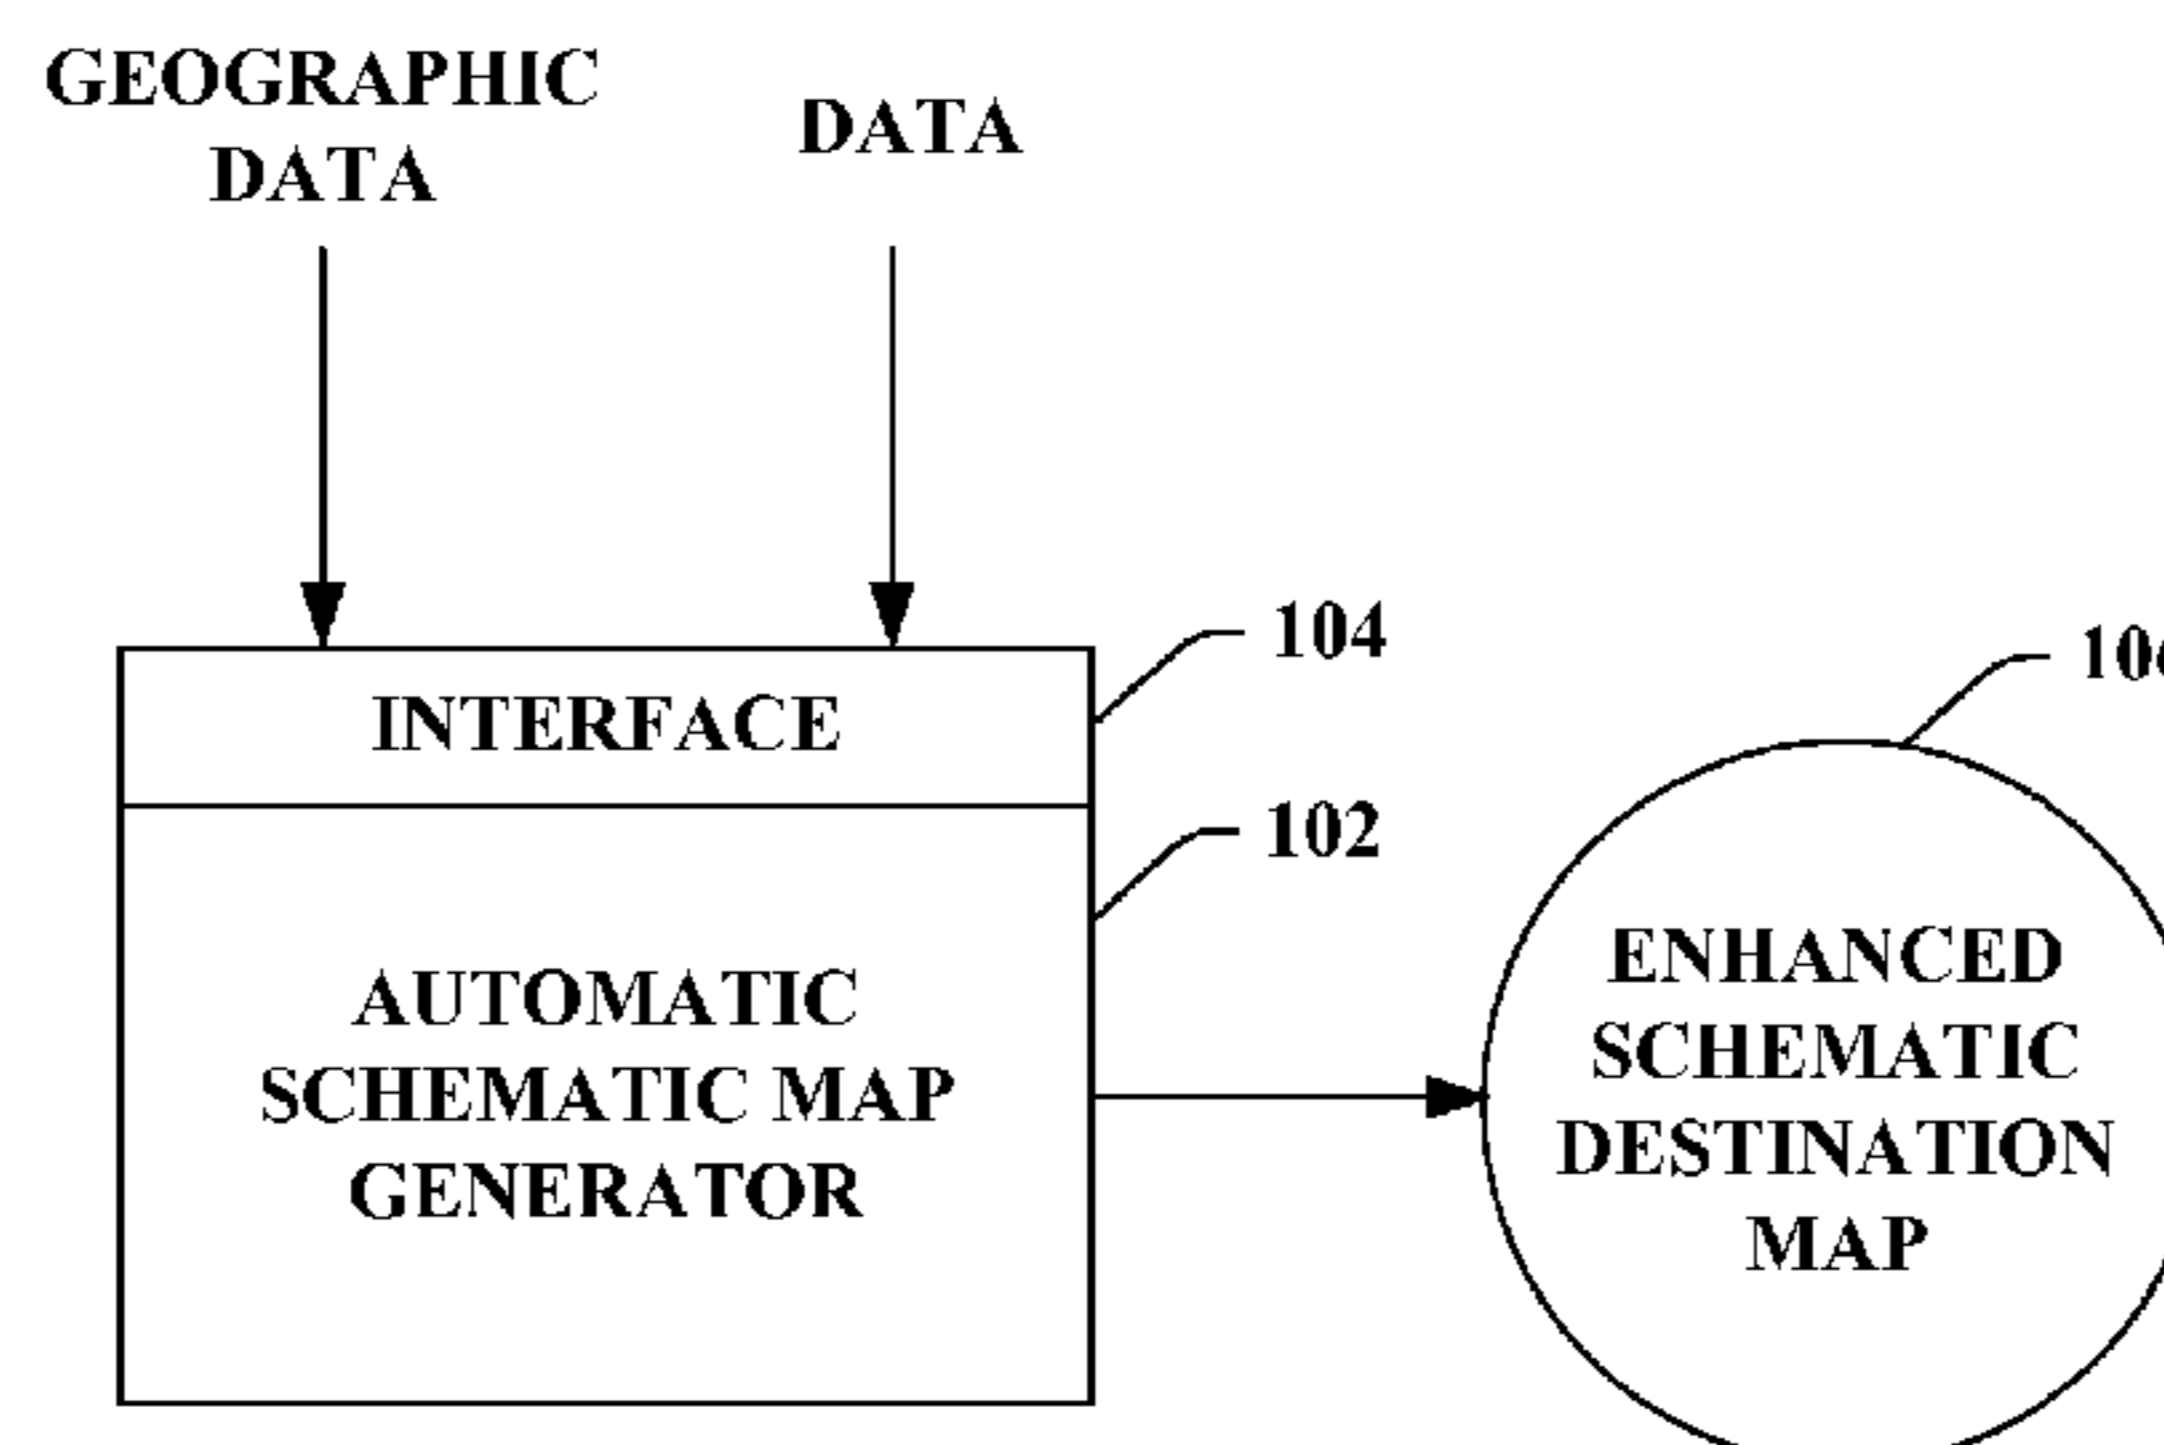 GEOGRAPHIC
DATA
DATA
104
INTERFACE
102
AUTOMATIC
SCHEMATIC MAP
GENERATOR
ENHANCED
SCHEMATIC
DESTINATION
MAP